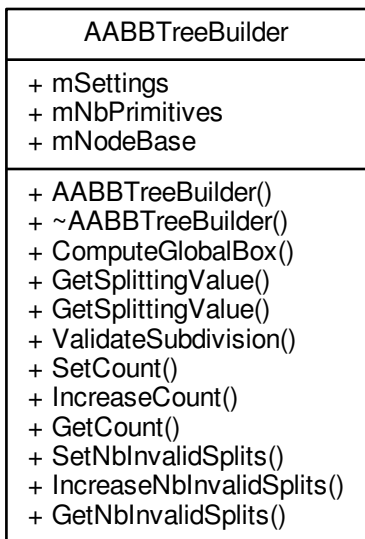 AABBTreeBuilder
+ mSettings
+ mNbPrimitives
+ mNodeBase
+ AABBTreeBuilder()
+ ~AABBTreeBuilder()
+ ComputeGlobalBox()
+ GetSplittingValue()
+ GetSplittingValue()
+ ValidateSubdivision()
+ SetCount()
+ IncreaseCount()
+ GetCount()
+ SetNbInvalidSplits()
+ IncreaseNbInvalidSplits()
+ GetNbInvalidSplits()